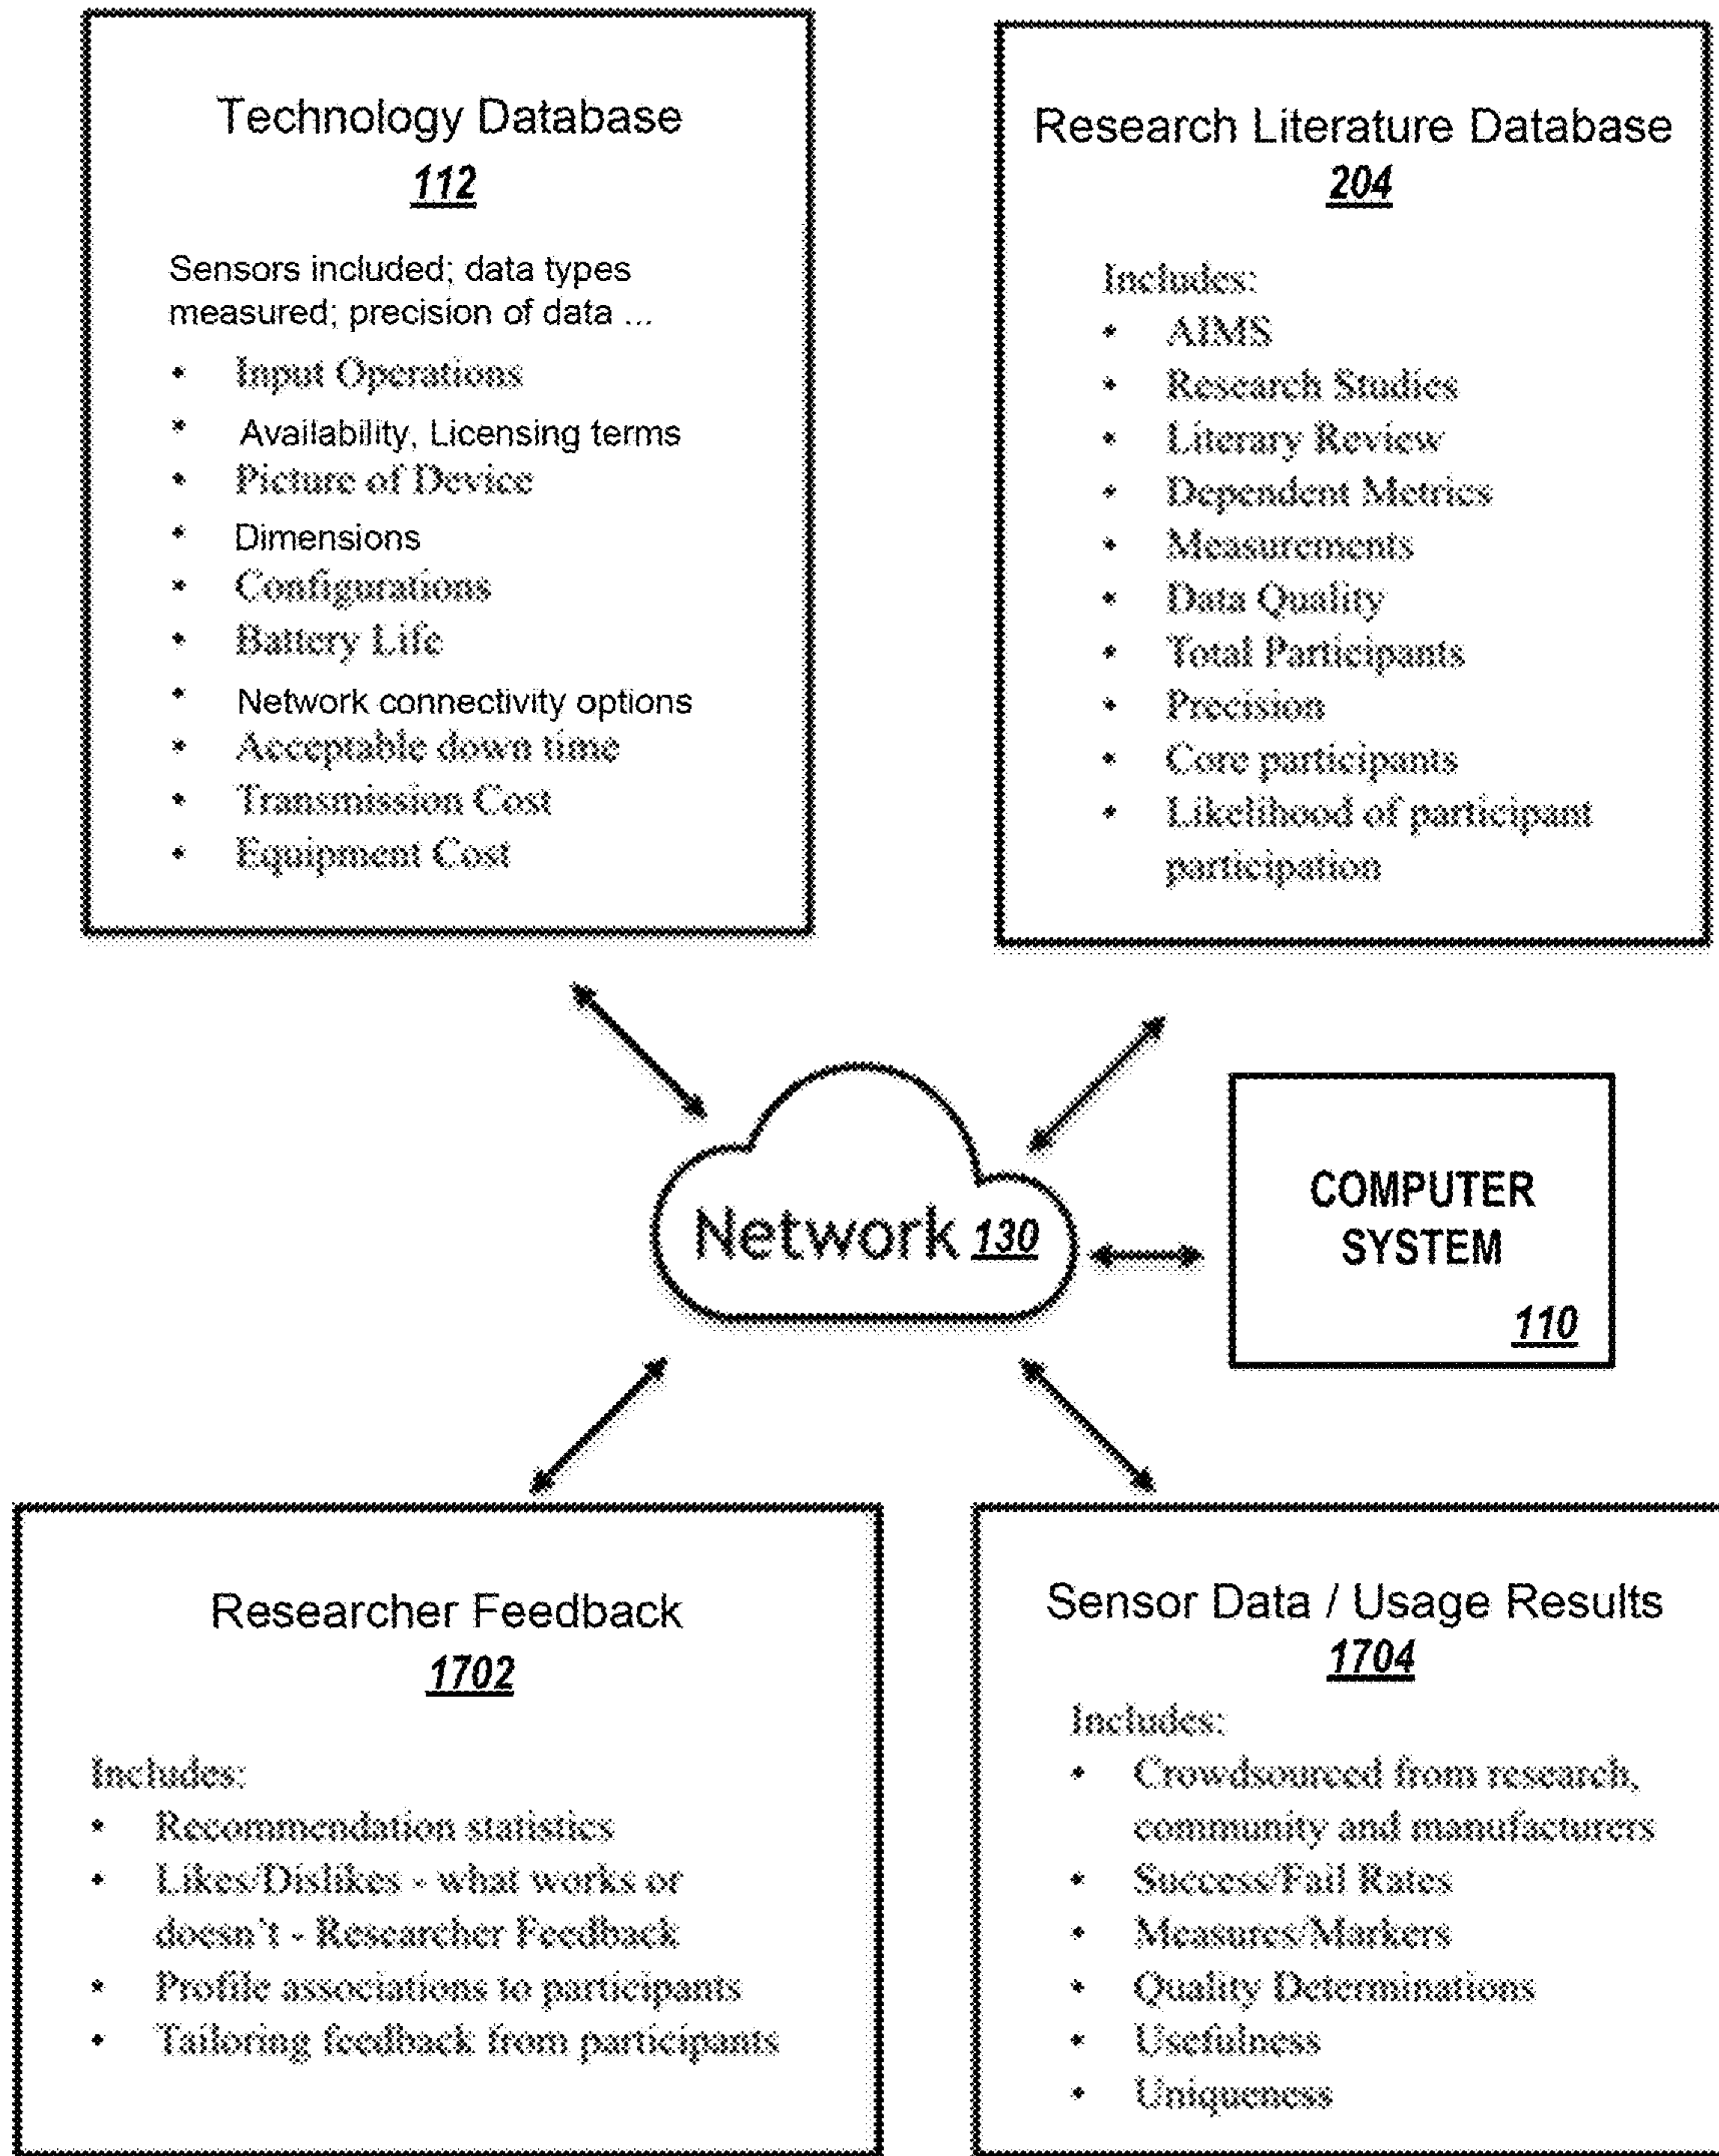 Technology Database
112
Sensors included; data types
measured; precision of data ...
• Input Operations
• Availability, Licensing terms
• Picture of Device
• Dimensions
• Configurations
• Battery Life
• Network connectivity options
• Acceptable down time
• Transmission Cost
• Equipment Cost
Research Literature Database
204
Includes:
• AIMS
• Research Studies
• Literary Review
• Dependent Metrics
• Measurements
• Data Quality
• Total Participants
• Precision
• Core participants
• Likelihood of participant
participation
Network 130
COMPUTER
SYSTEM
110
Researcher Feedback
1702
Includes:
• Recommendation statistics
• Likes/Dislikes - what works or
doesn't - Researcher Feedback
• Profile associations to participants
• Tailoring feedback from participants
Sensor Data / Usage Results
1704
Includes:
• Crowdsourced from research,
community and manufacturers
• Success/Fail Rates
• Measures/Markers
• Quality Determinations
• Usefulness
• Uniqueness